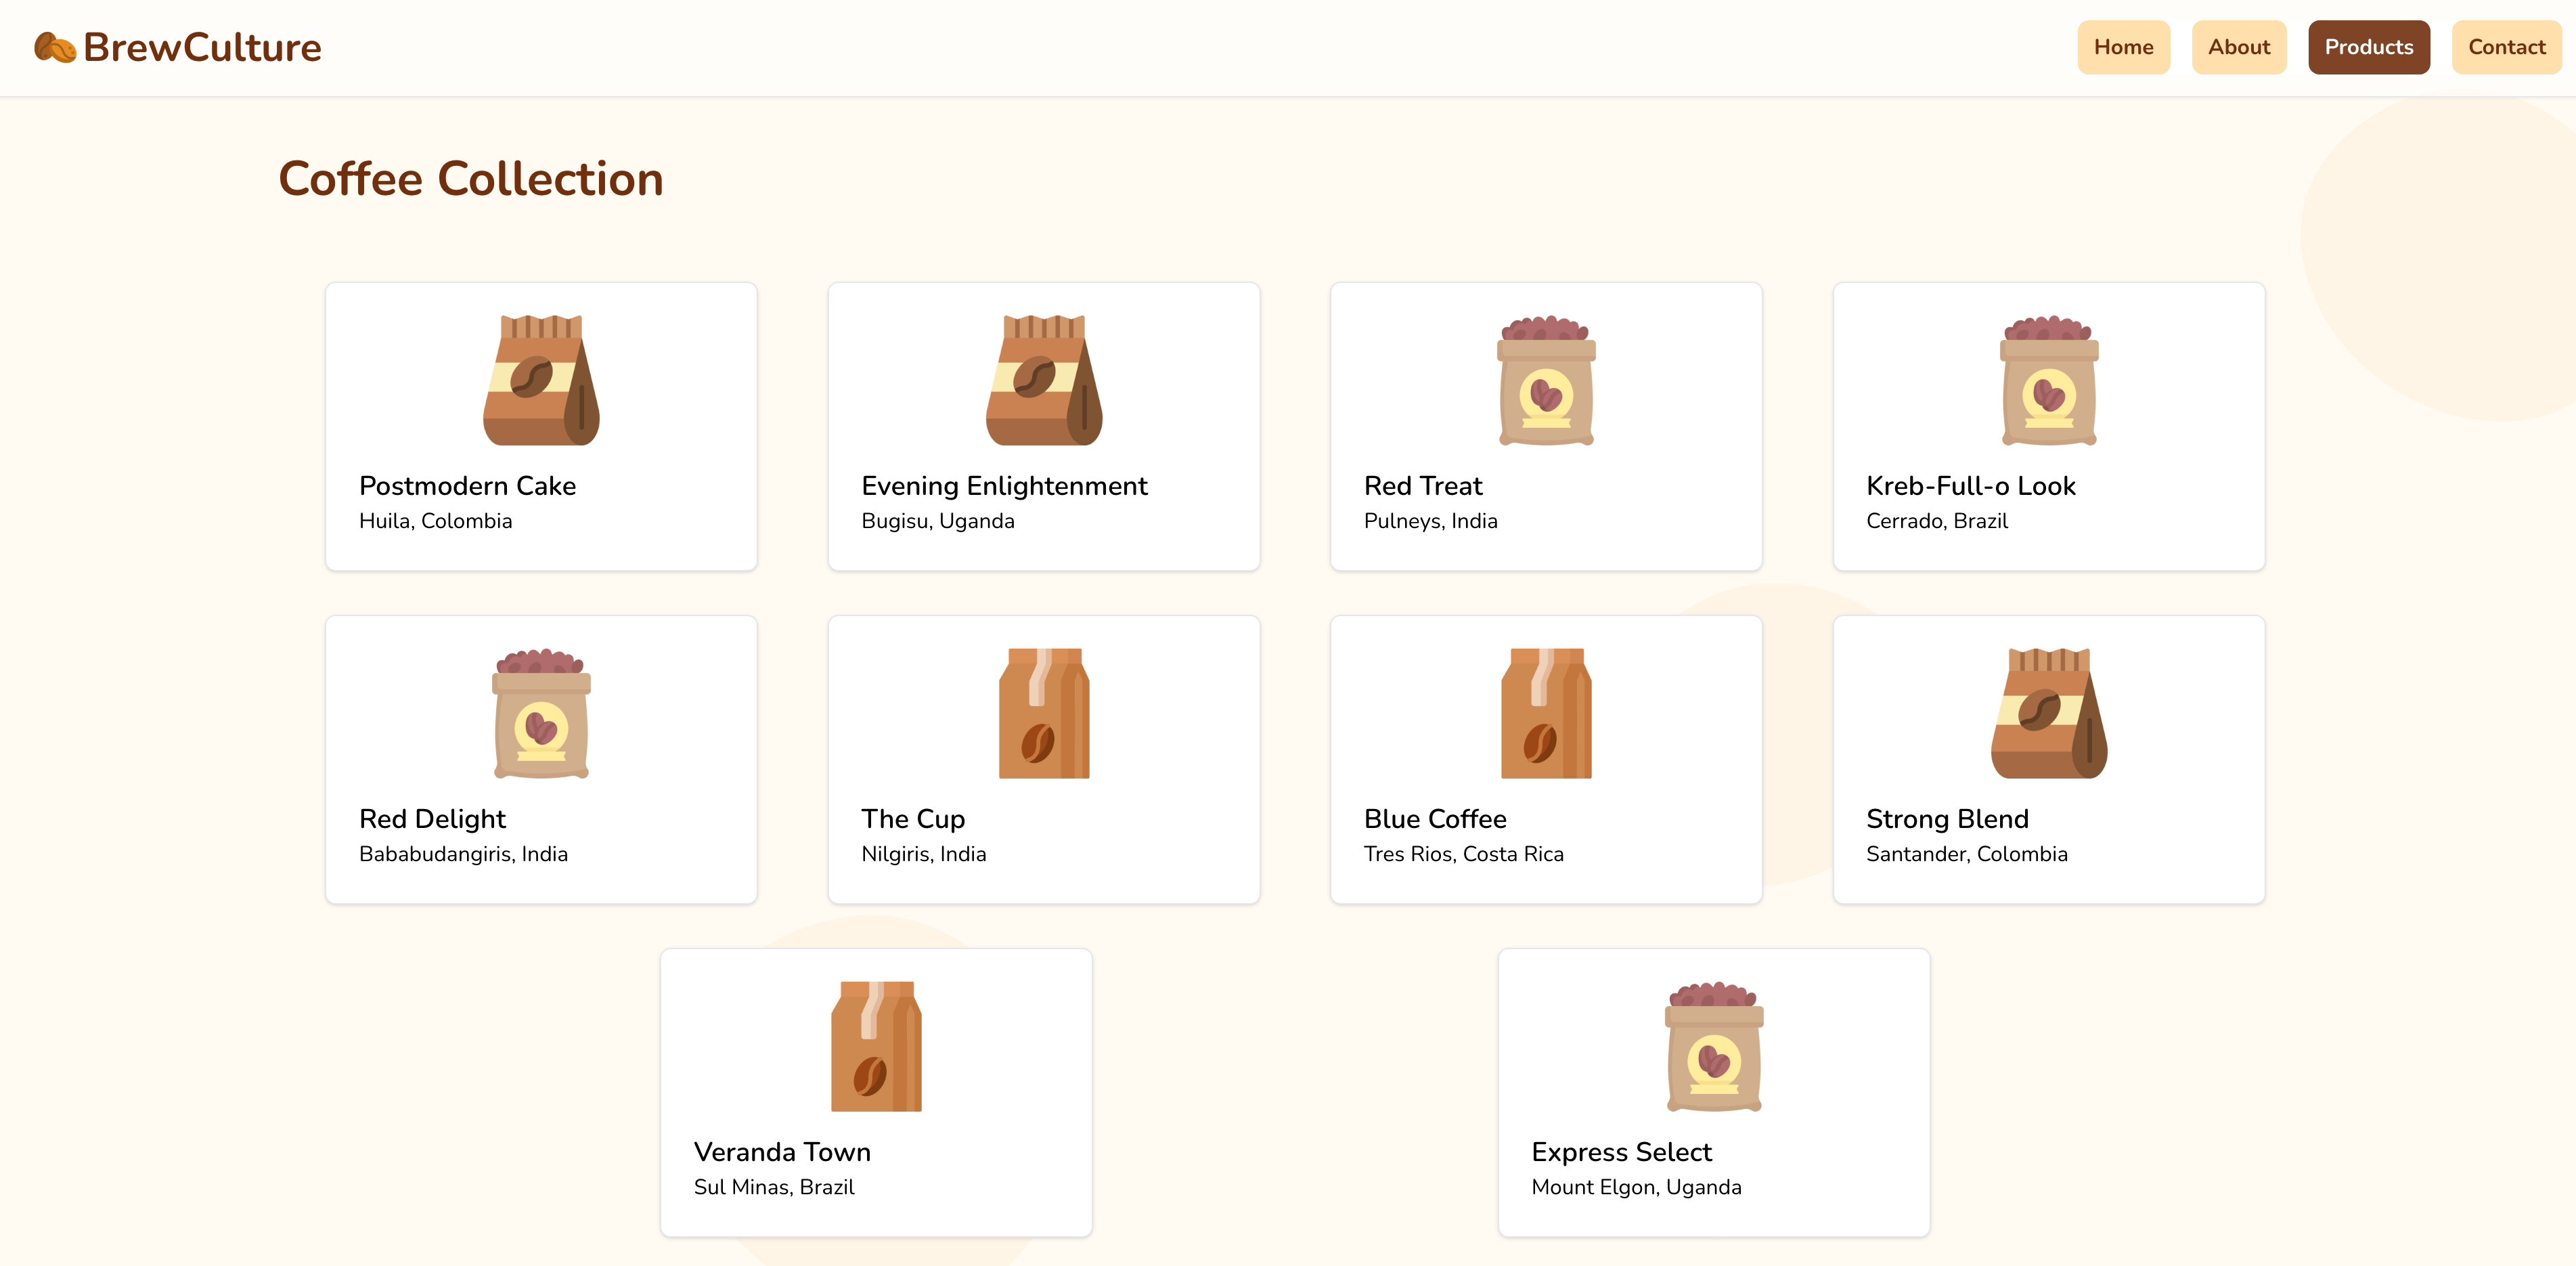 BrewCulture
Home
About
Products
Contact
Coffee Collection
Postmodern Cake
Huila, Colombia
Evening Enlightenment
Bugisu, Uganda
Red Treat
Pulneys, India
Kreb-Full-o Look
Cerrado, Brazil
Red Delight
Bababudangiris, India
The Cup
Nilgiris, India
Blue Coffee
Tres Rios, Costa Rica
Strong Blend
Santander, Colombia
Veranda Town
Sul Minas, Brazil
Express Select
Mount Elgon, Uganda